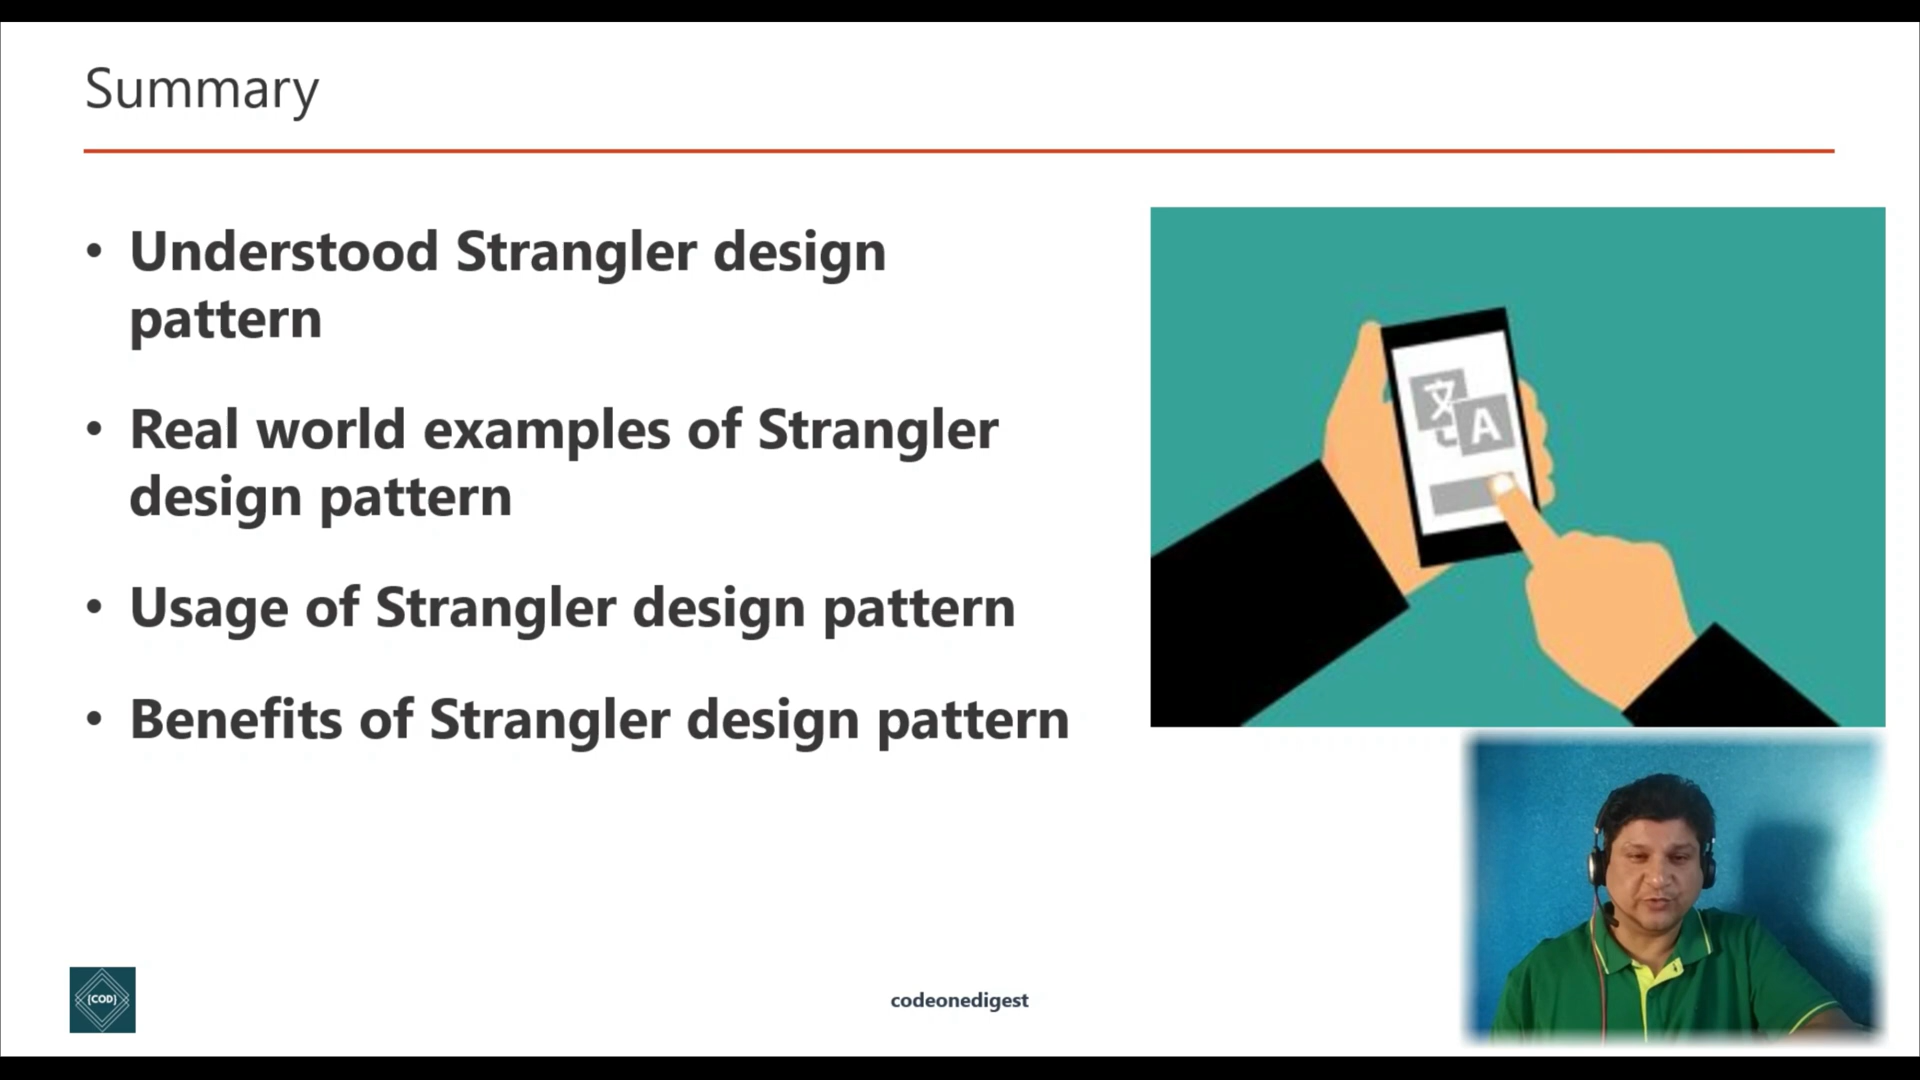 Summary
• Understood Strangler design
pattern
• Real world examples of Strangler
design pattern
• Usage of Strangler design pattern
• Benefits of Strangler design pattern
文
A
{COD}
codeonedigest